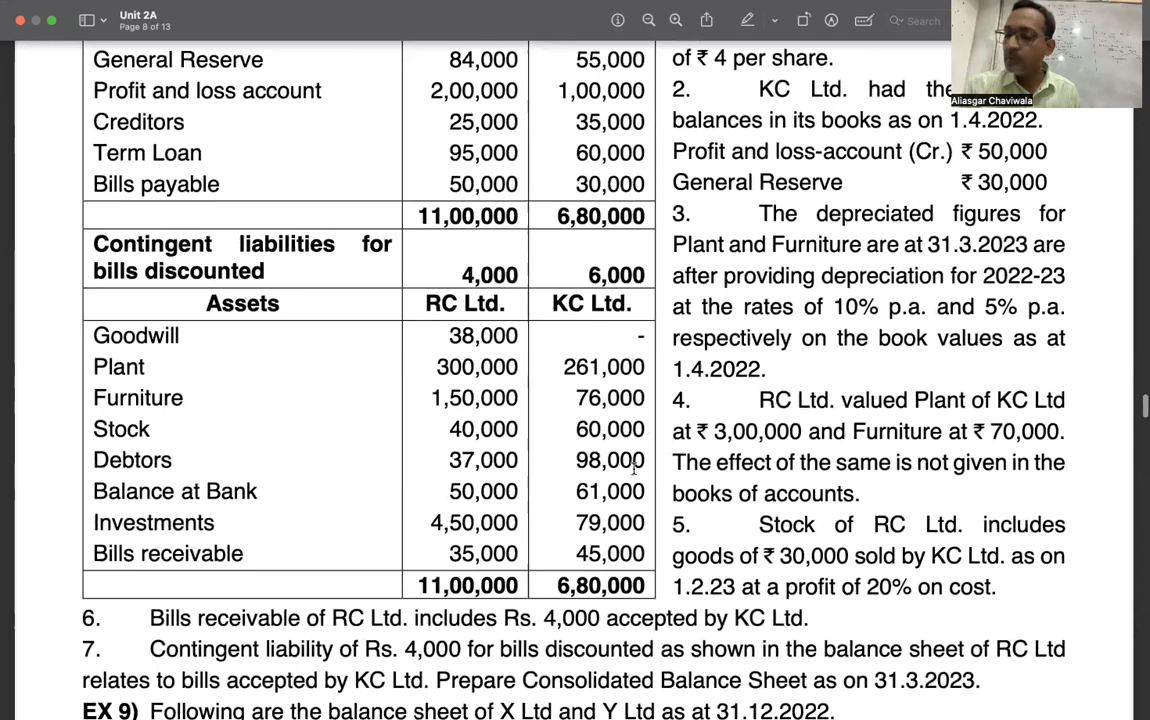 Unit 2A
Page 8 of 13
Search
Aliasgar Chaviwala
General Reserve 84,000 55,000
Profit and loss account 2,00,000 1,00,000
Creditors 25,000 35,000
Term Loan 95,000 60,000
Bills payable 50,000 30,000
11,00,000 6,80,000
Contingent liabilities for
bills discounted 4,000 6,000
Assets RC Ltd. KC Ltd.
Goodwill 38,000 -
Plant 300,000 261,000
Furniture 1,50,000 76,000
Stock 40,000 60,000
Debtors 37,000 98,000
Balance at Bank 50,000 61,000
Investments 4,50,000 79,000
Bills receivable 35,000 45,000
11,00,000 6,80,000
of ₹ 4 per share.
2. KC Ltd. had the
balances in its books as on 1.4.2022.
Profit and loss-account (Cr.) ₹ 50,000
General Reserve ₹ 30,000
3. The depreciated figures for
Plant and Furniture are at 31.3.2023 are
after providing depreciation for 2022-23
at the rates of 10% p.a. and 5% p.a.
respectively on the book values as at
1.4.2022.
4. RC Ltd. valued Plant of KC Ltd
at ₹ 3,00,000 and Furniture at ₹ 70,000.
The effect of the same is not given in the
books of accounts.
5. Stock of RC Ltd. includes
goods of ₹ 30,000 sold by KC Ltd. as on
1.2.23 at a profit of 20% on cost.
6. Bills receivable of RC Ltd. includes Rs. 4,000 accepted by KC Ltd.
7. Contingent liability of Rs. 4,000 for bills discounted as shown in the balance sheet of RC Ltd
relates to bills accepted by KC Ltd. Prepare Consolidated Balance Sheet as on 31.3.2023.
EX 9) Following are the balance sheet of X Ltd and Y Ltd as at 31.12.2022.